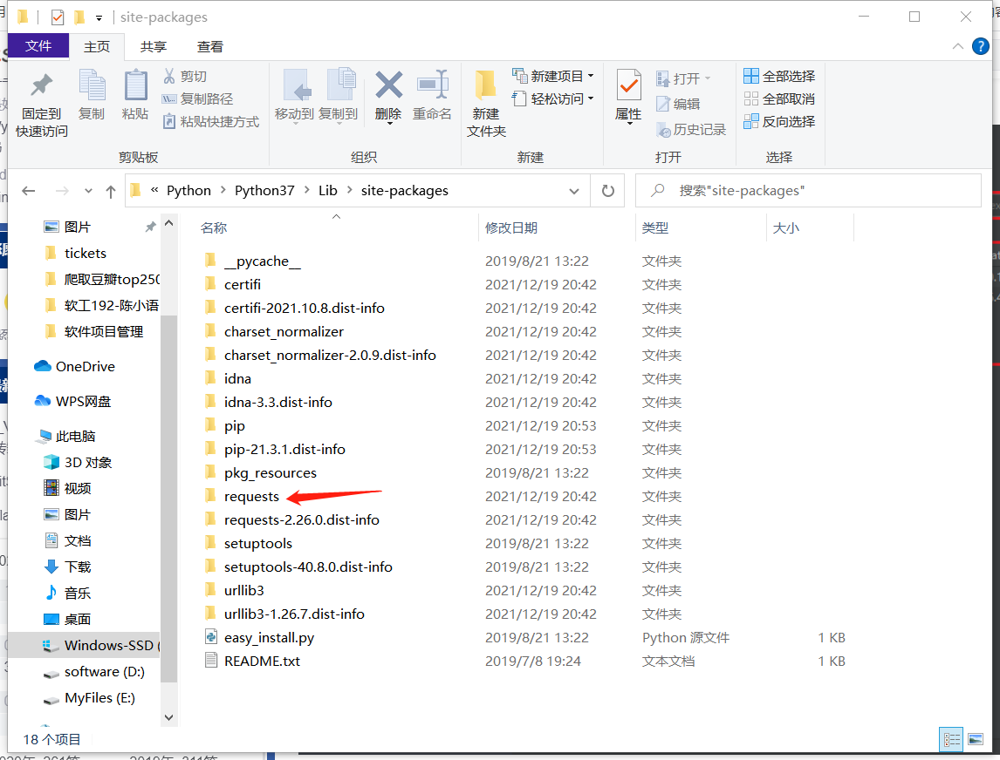 site-packages
文件 主页 共享 查看
固定到
快速访问
复制
粘贴
剪切
复制路径
粘贴快捷方式
移动到
复制到
删除
重命名
新建
文件夹
新建项目
轻松访问
属性
打开
编辑
历史记录
全部选择
全部取消
反向选择
剪贴板 组织 新建 打开 选择
« Python > Python37 > Lib > site-packages
搜索"site-packages"
图片
tickets
爬取豆瓣top250
软工192-陈小语
软件项目管理
OneDrive
WPS网盘
此电脑
3D 对象
视频
图片
文档
下载
音乐
桌面
Windows-SSD (
software (D:)
MyFiles (E:)
名称 修改日期 类型 大小
__pycache__ 2019/8/21 13:22 文件夹
certifi 2021/12/19 20:42 文件夹
certifi-2021.10.8.dist-info 2021/12/19 20:42 文件夹
charset_normalizer 2021/12/19 20:42 文件夹
charset_normalizer-2.0.9.dist-info 2021/12/19 20:42 文件夹
idna 2021/12/19 20:42 文件夹
idna-3.3.dist-info 2021/12/19 20:42 文件夹
pip 2021/12/19 20:53 文件夹
pip-21.3.1.dist-info 2021/12/19 20:53 文件夹
pkg_resources 2019/8/21 13:22 文件夹
requests 2021/12/19 20:42 文件夹
requests-2.26.0.dist-info 2021/12/19 20:42 文件夹
setuptools 2019/8/21 13:22 文件夹
setuptools-40.8.0.dist-info 2019/8/21 13:22 文件夹
urllib3 2021/12/19 20:42 文件夹
urllib3-1.26.7.dist-info 2021/12/19 20:42 文件夹
easy_install.py 2019/8/21 13:22 Python 源文件 1 KB
README.txt 2019/7/8 19:24 文本文档 1 KB
18 个项目